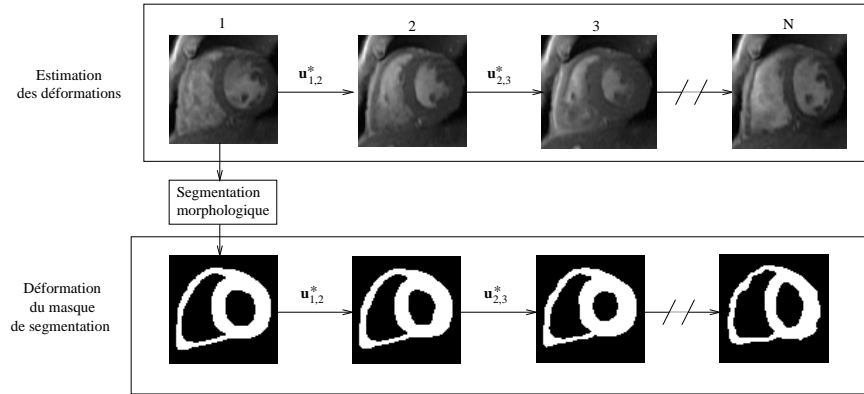 1
2
3
N
Estimation
des déformations
u*1,2
u*2,3
Segmentation
morphologique
Déformation
du masque
de segmentation
u*1,2
u*2,3